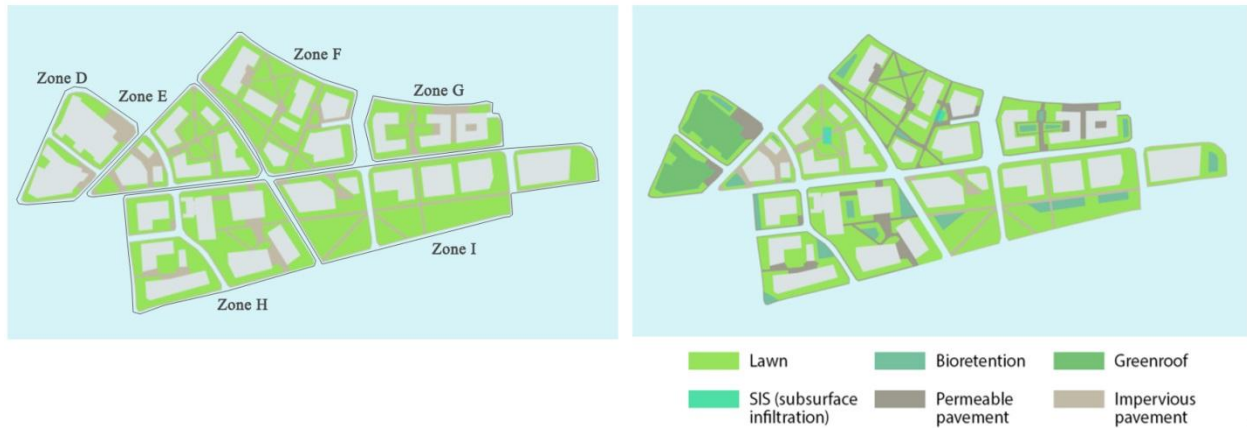 Zone F
Zone D
Zone E
Zone G
Zone I
Zone H
Lawn
Bioretention
Greenroof
SIS (subsurface
infiltration)
Permeable
pavement
Impervious
pavement